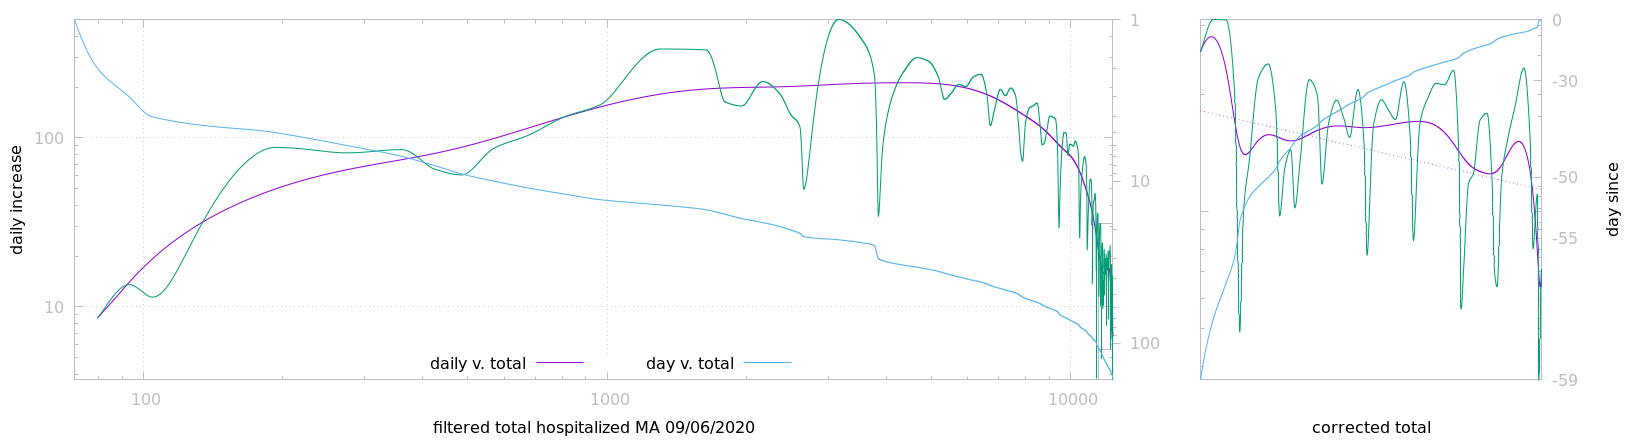 daily increase
100
10
daily v. total
day v. total
100
1000
10000
filtered total hospitalized MA 09/06/2020
1
10
100
0
-30
-50
-55
-59
day since
corrected total